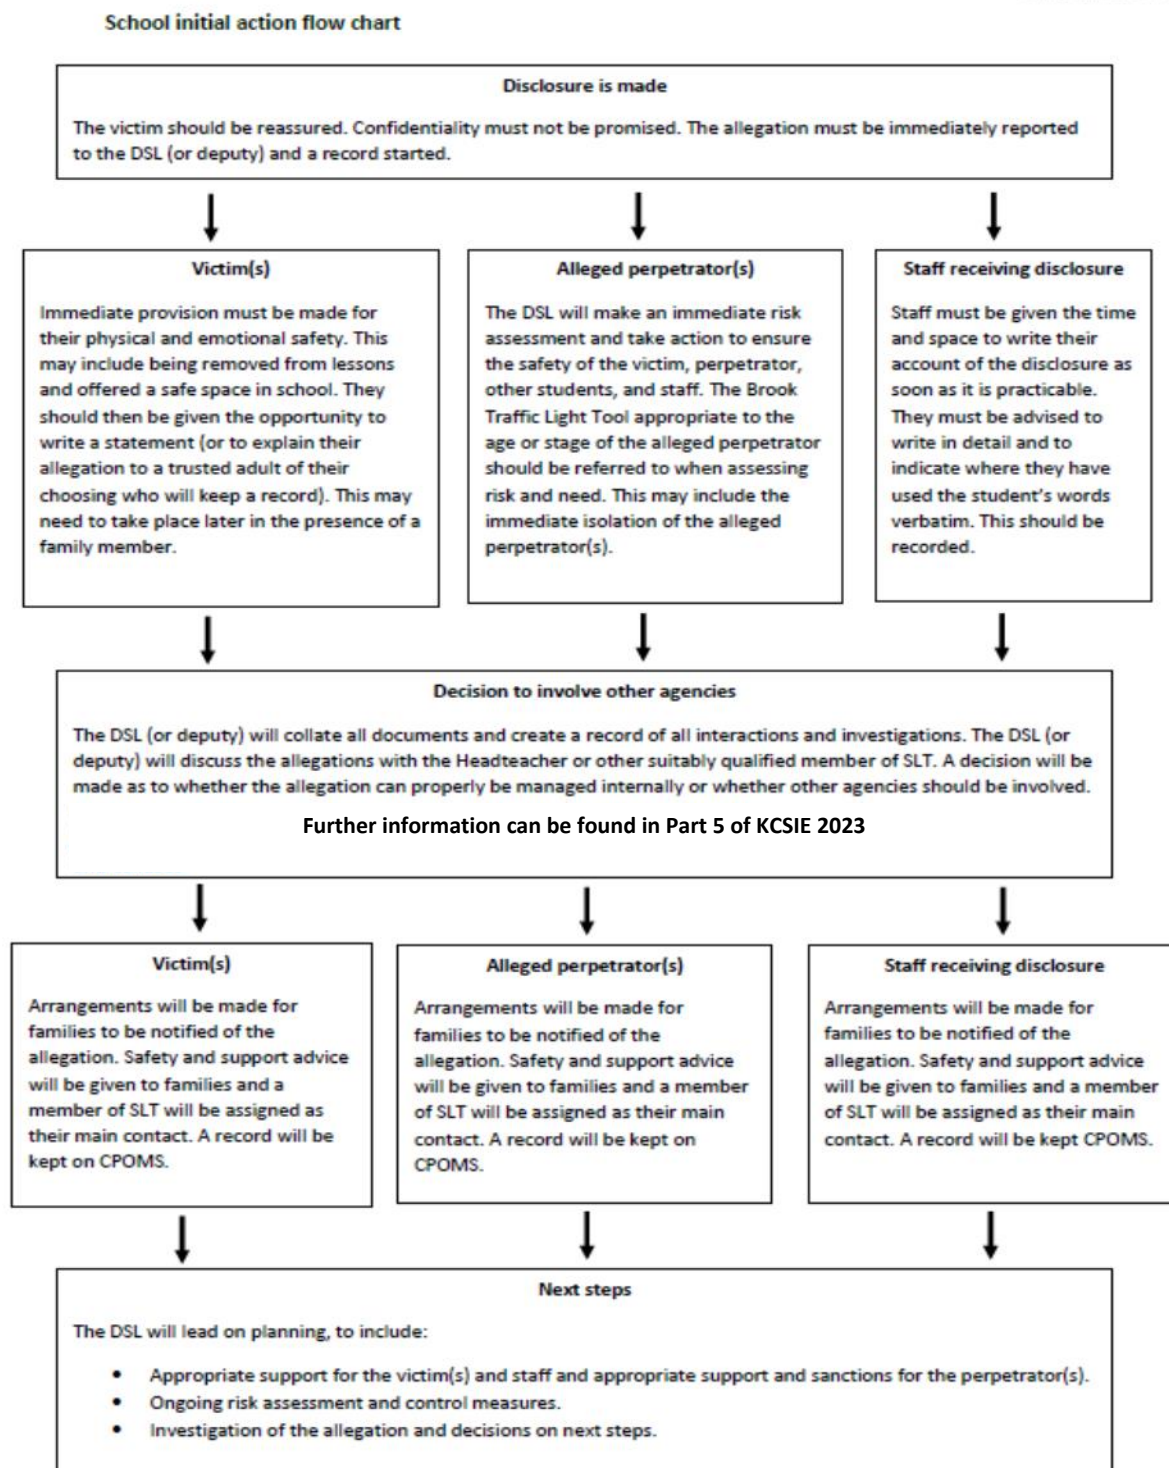 School initial action flow chart
Disclosure is made
The victim should be reassured. Confidentiality must not be promised. The allegation must be immediately reported
to the DSL (or deputy) and a record started.
Victim(s)
Immediate provision must be made for
their physical and emotional safety. This
may include being removed from lessons
and offered a safe space in school. They
should then be given the opportunity to
write a statement (or to explain their
allegation to a trusted adult of their
choosing who will keep a record). This may
need to take place later in the presence of a
family member.
Alleged perpetrator(s)
The DSL will make an immediate risk
assessment and take action to ensure
the safety of the victim, perpetrator,
other students, and staff. The Brook
Traffic Light Tool appropriate to the
age or stage of the alleged perpetrator
should be referred to when assessing
risk and need. This may include the
immediate isolation of the alleged
perpetrator(s).
Staff receiving disclosure
Staff must be given the time
and space to write their
account of the disclosure as
soon as it is practicable.
They must be advised to
write in detail and to
indicate where they have
used the student's words
verbatim. This should be
recorded.
Decision to involve other agencies
The DSL (or deputy) will collate all documents and create a record of all interactions and investigations. The DSL (or
deputy) will discuss the allegations with the Headteacher or other suitably qualified member of SLT. A decision will be
made as to whether the allegation can properly be managed internally or whether other agencies should be involved.
Further information can be found in Part 5 of KCSIE 2023
Victim(s)
Arrangements will be made for
families to be notified of the
allegation. Safety and support advice
will be given to families and a
member of SLT will be assigned as
their main contact. A record will be
kept on CPOMS.
Alleged perpetrator(s)
Arrangements will be made for
families to be notified of the
allegation. Safety and support advice
will be given to families and a member
of SLT will be assigned as their main
contact. A record will be kept on
CPOMS.
Staff receiving disclosure
Arrangements will be made for
families to be notified of the
allegation. Safety and support advice
will be given to families and a member
of SLT will be assigned as their main
contact. A record will be kept CPOMS.
Next steps
The DSL will lead on planning, to include:
• Appropriate support for the victim(s) and staff and appropriate support and sanctions for the perpetrator(s).
• Ongoing risk assessment and control measures.
• Investigation of the allegation and decisions on next steps.